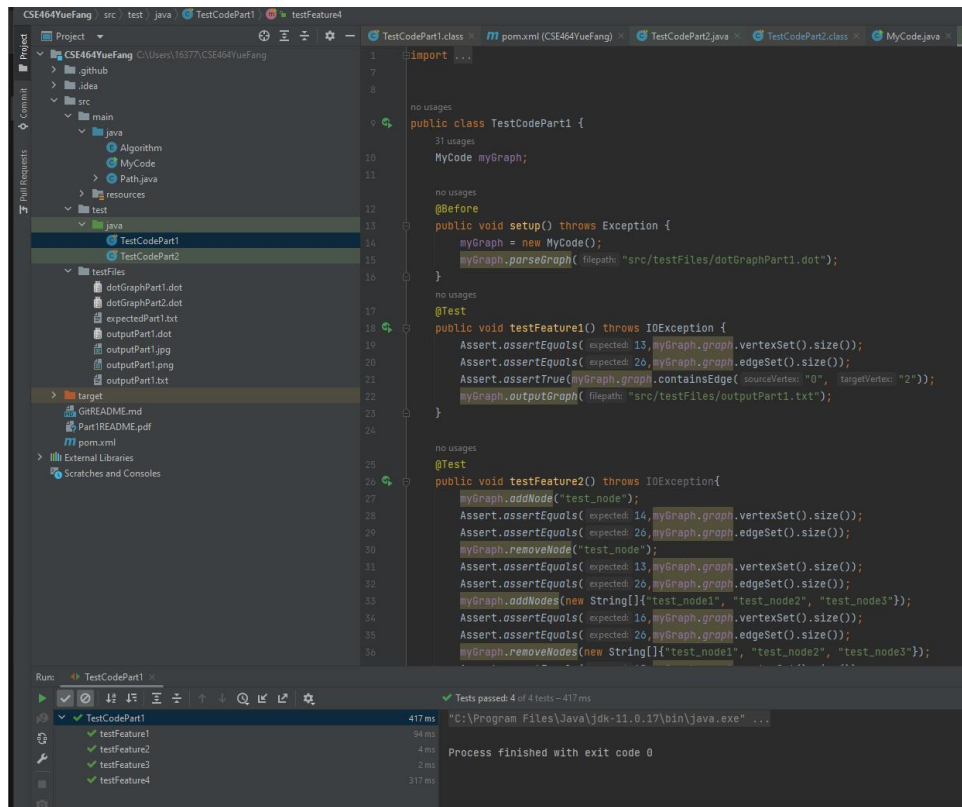 CSE464YueFang > src > test > java > TestCodePart1 > testFeature4
Project
CSE464YueFang C:\Users\16377\CSE464YueFang
.github
.idea
src
main
java
Algorithm
MyCode
Path.java
resources
test
java
TestCodePart1
TestCodePart2
testFiles
dotGraphPart1.dot
dotGraphPart2.dot
expectedPart1.txt
outputPart1.dot
outputPart1.jpg
outputPart1.png
outputPart1.txt
target
GitREADME.md
Part1README.pdf
pom.xml
External Libraries
Scratches and Consoles
Project
Commit
Pull Requests
TestCodePart1.class
pom.xml (CSE464YueFang)
TestCodePart2.java
TestCodePart2.class
MyCode.java
1 import ...
7
8
no usages
9 public class TestCodePart1 {
31 usages
10 MyCode myGraph;
11
no usages
12 @Before
13 public void setup() throws Exception {
14 myGraph = new MyCode();
15 myGraph.parseGraph( filepath: "src/testFiles/dotGraphPart1.dot");
16 }
no usages
17 @Test
18 public void testFeature1() throws IOException {
19 Assert.assertEquals( expected: 13,myGraph.graph.vertexSet().size());
20 Assert.assertEquals( expected: 26,myGraph.graph.edgeSet().size());
21 Assert.assertTrue(myGraph.graph.containsEdge( sourceVertex: "0", targetVertex: "2"));
22 myGraph.outputGraph( filepath: "src/testFiles/outputPart1.txt");
23 }
24
no usages
25 @Test
26 public void testFeature2() throws IOException{
27 myGraph.addNode("test_node");
28 Assert.assertEquals( expected: 14,myGraph.graph.vertexSet().size());
29 Assert.assertEquals( expected: 26,myGraph.graph.edgeSet().size());
30 myGraph.removeNode("test_node");
31 Assert.assertEquals( expected: 13,myGraph.graph.vertexSet().size());
32 Assert.assertEquals( expected: 26,myGraph.graph.edgeSet().size());
33 myGraph.addNodes(new String[]{"test_node1", "test_node2", "test_node3"});
34 Assert.assertEquals( expected: 16,myGraph.graph.vertexSet().size());
35 Assert.assertEquals( expected: 26,myGraph.graph.edgeSet().size());
36 myGraph.removeNodes(new String[]{"test_node1", "test_node2", "test_node3"});
Run: TestCodePart1
Tests passed: 4 of 4 tests – 417 ms
TestCodePart1 417 ms
testFeature1 94 ms
testFeature2 4 ms
testFeature3 2 ms
testFeature4 317 ms
"C:\Program Files\Java\jdk-11.0.17\bin\java.exe" ...
Process finished with exit code 0